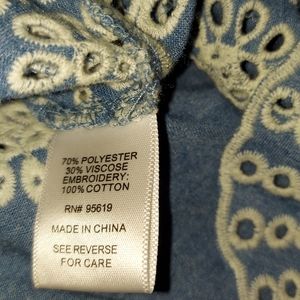 70% POLYESTER
30% VISCOSE
EMBROIDERY:
100% COTTON
RN# 95619
MADE IN CHINA
SEE REVERSE
FOR CARE